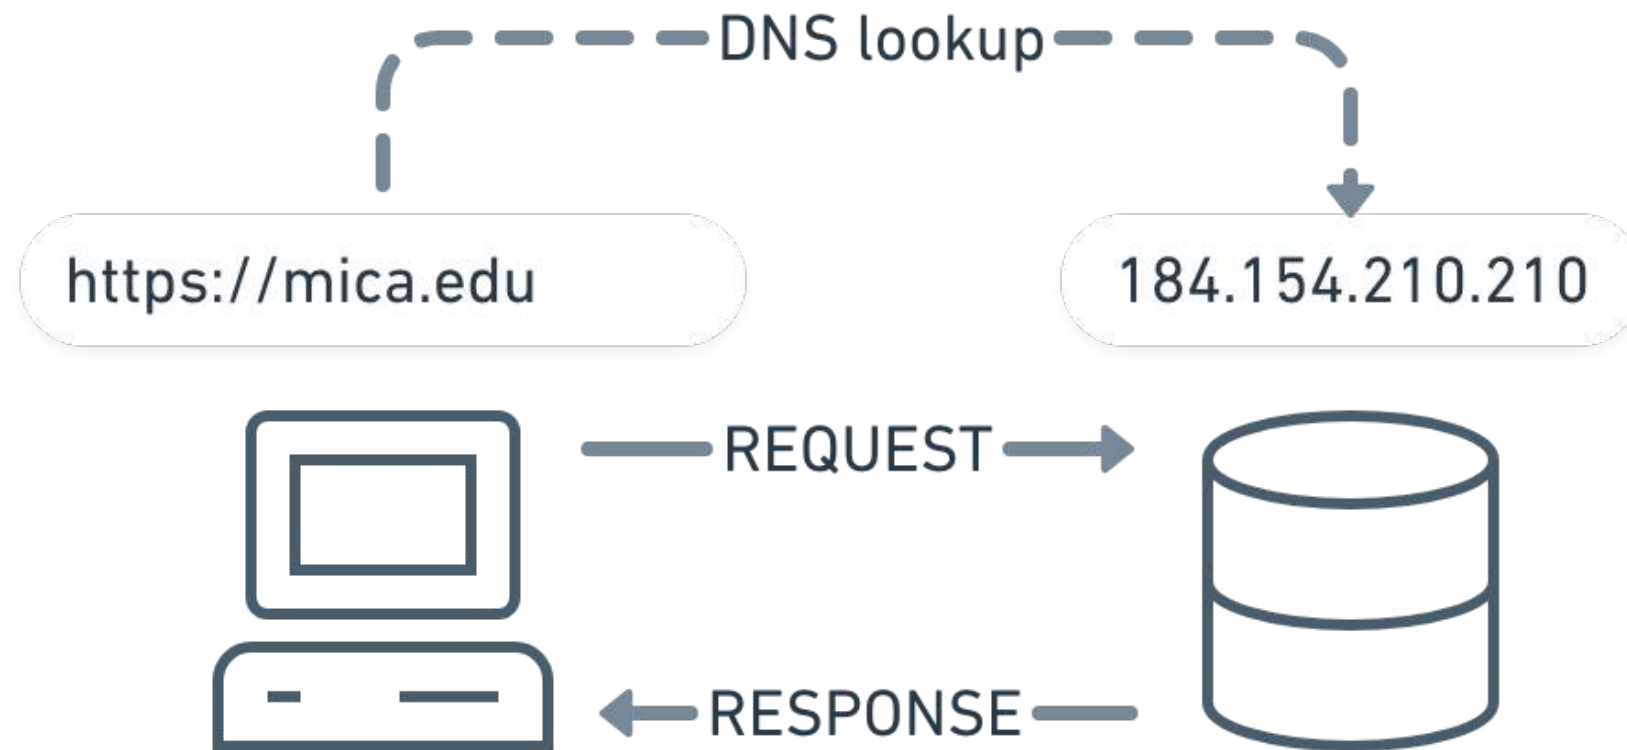 DNS lookup
https://mica.edu
184.154.210.210
REQUEST
RESPONSE